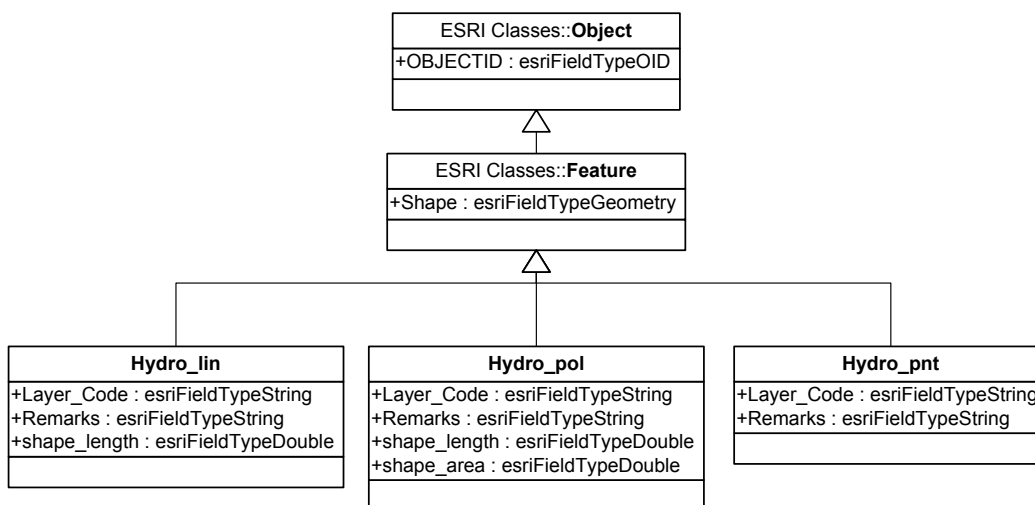 ESRI Classes::Object
+OBJECTID : esriFieldTypeOID
ESRI Classes::Feature
+Shape : esriFieldTypeGeometry
Hydro_lin
+Layer_Code : esriFieldTypeString
+Remarks : esriFieldTypeString
+shape_length : esriFieldTypeDouble
Hydro_pol
+Layer_Code : esriFieldTypeString
+Remarks : esriFieldTypeString
+shape_length : esriFieldTypeDouble
+shape_area : esriFieldTypeDouble
Hydro_pnt
+Layer_Code : esriFieldTypeString
+Remarks : esriFieldTypeString